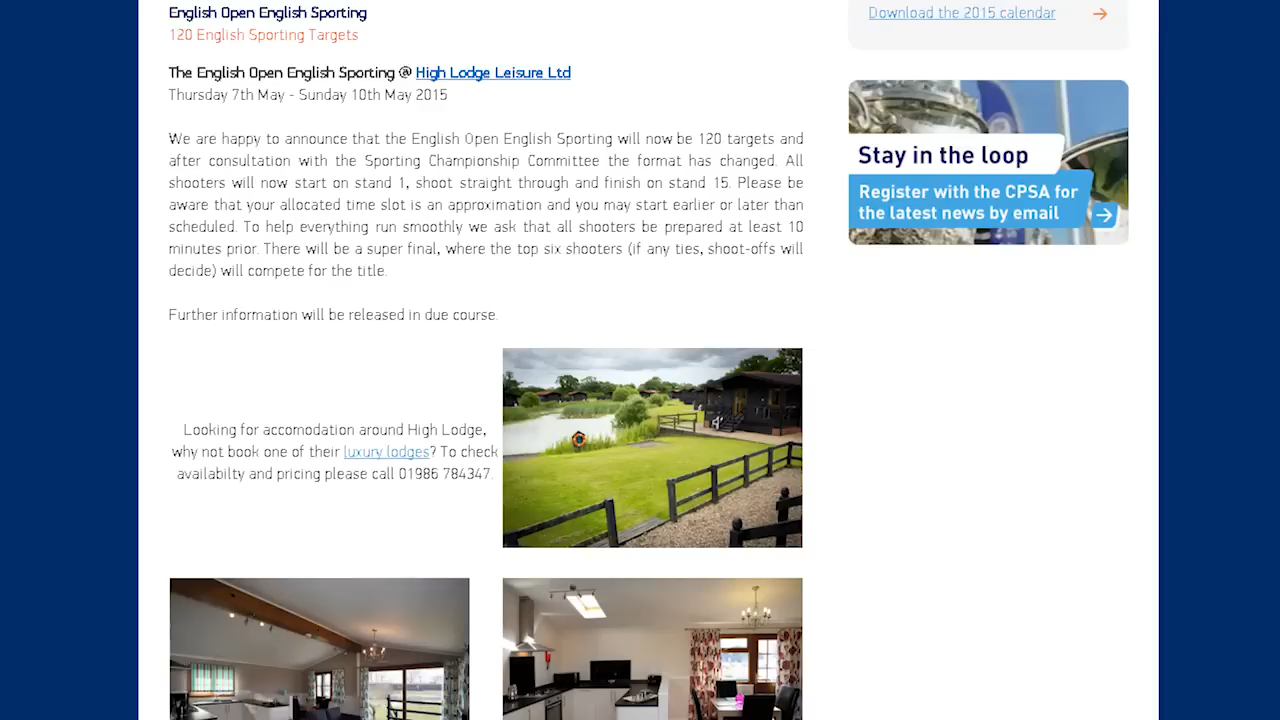 English Open English Sporting
120 English Sporting Targets
The English Open English Sporting @ High Lodge Leisure Ltd
Thursday 7th May - Sunday 10th May 2015
We are happy to announce that the English Open English Sporting will now be 120 targets and
after consultation with the Sporting Championship Committee the format has changed. All
shooters will now start on stand 1, shoot straight through and finish on stand 15. Please be
aware that your allocated time slot is an approximation and you may start earlier or later than
scheduled. To help everything run smoothly we ask that all shooters be prepared at least 10
minutes prior. There will be a super final, where the top six shooters (if any ties, shoot-offs will
decide) will compete for the title.
Further information will be released in due course.
Looking for accomodation around High Lodge,
why not book one of their luxury lodges? To check
availabilty and pricing please call 01986 784347.
Download the 2015 calendar
Stay in the loop
Register with the CPSA for
the latest news by email